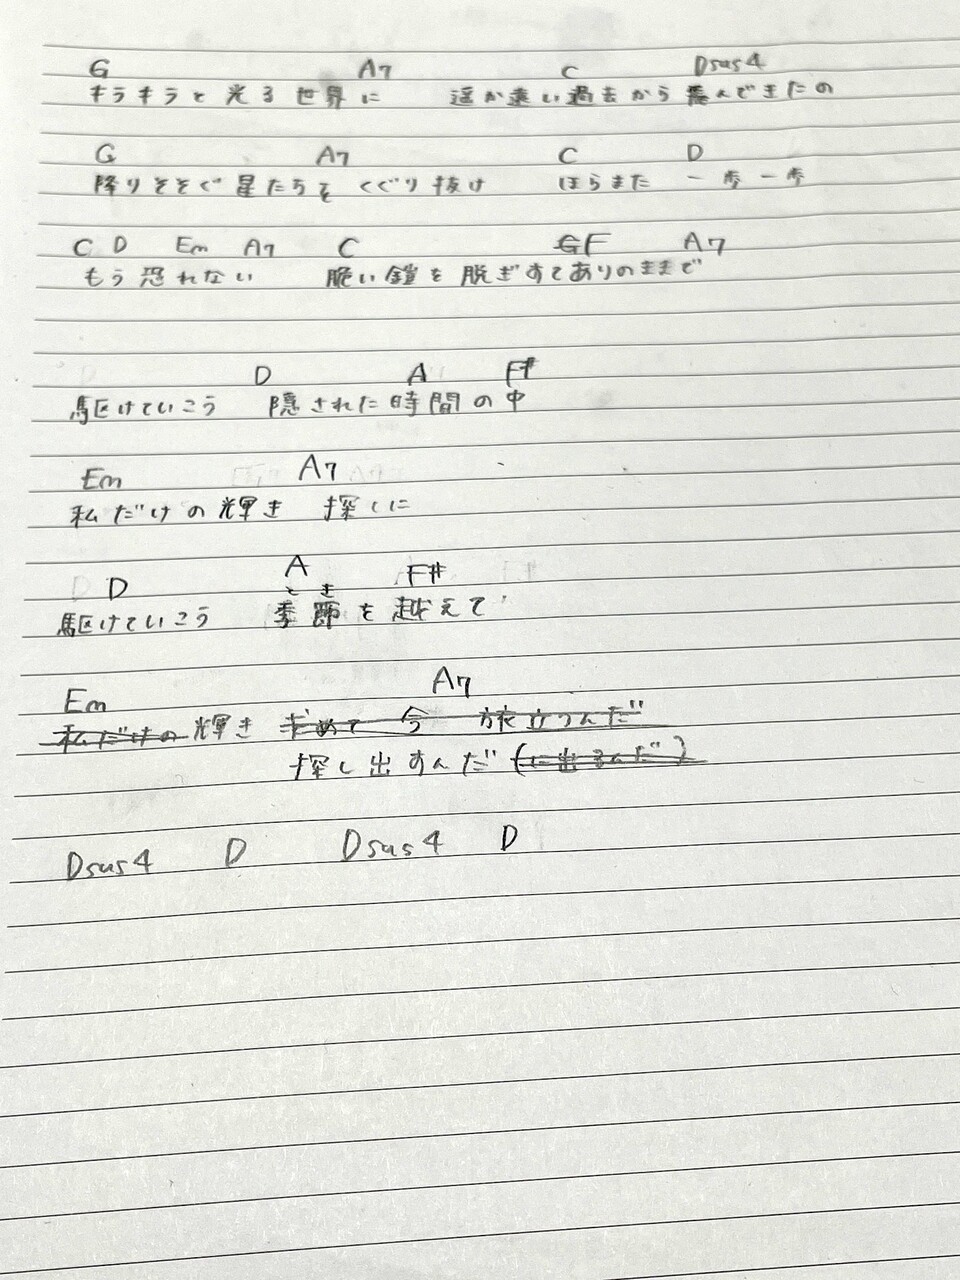 G A7 C Dsus4
キラキラと光る世界に 遥か遠い過去から飛んできたの
G A7 C D
降りそそぐ星たちを くぐり抜け ほらまた 一歩一歩
C D Em A7 C G F A7
もう恐れない 脆い鎧を脱ぎすてありのままで
D A F#
駆けていこう 隠された時間の中
Em A7
私だけの輝き 探しに
D A F#
とき
駆けていこう 季節を越えて
Em A7
私だけの輝き 求めて 今 旅立つんだ
探し出すんだ (に出るんだ)
Dsus4 D Dsus4 D